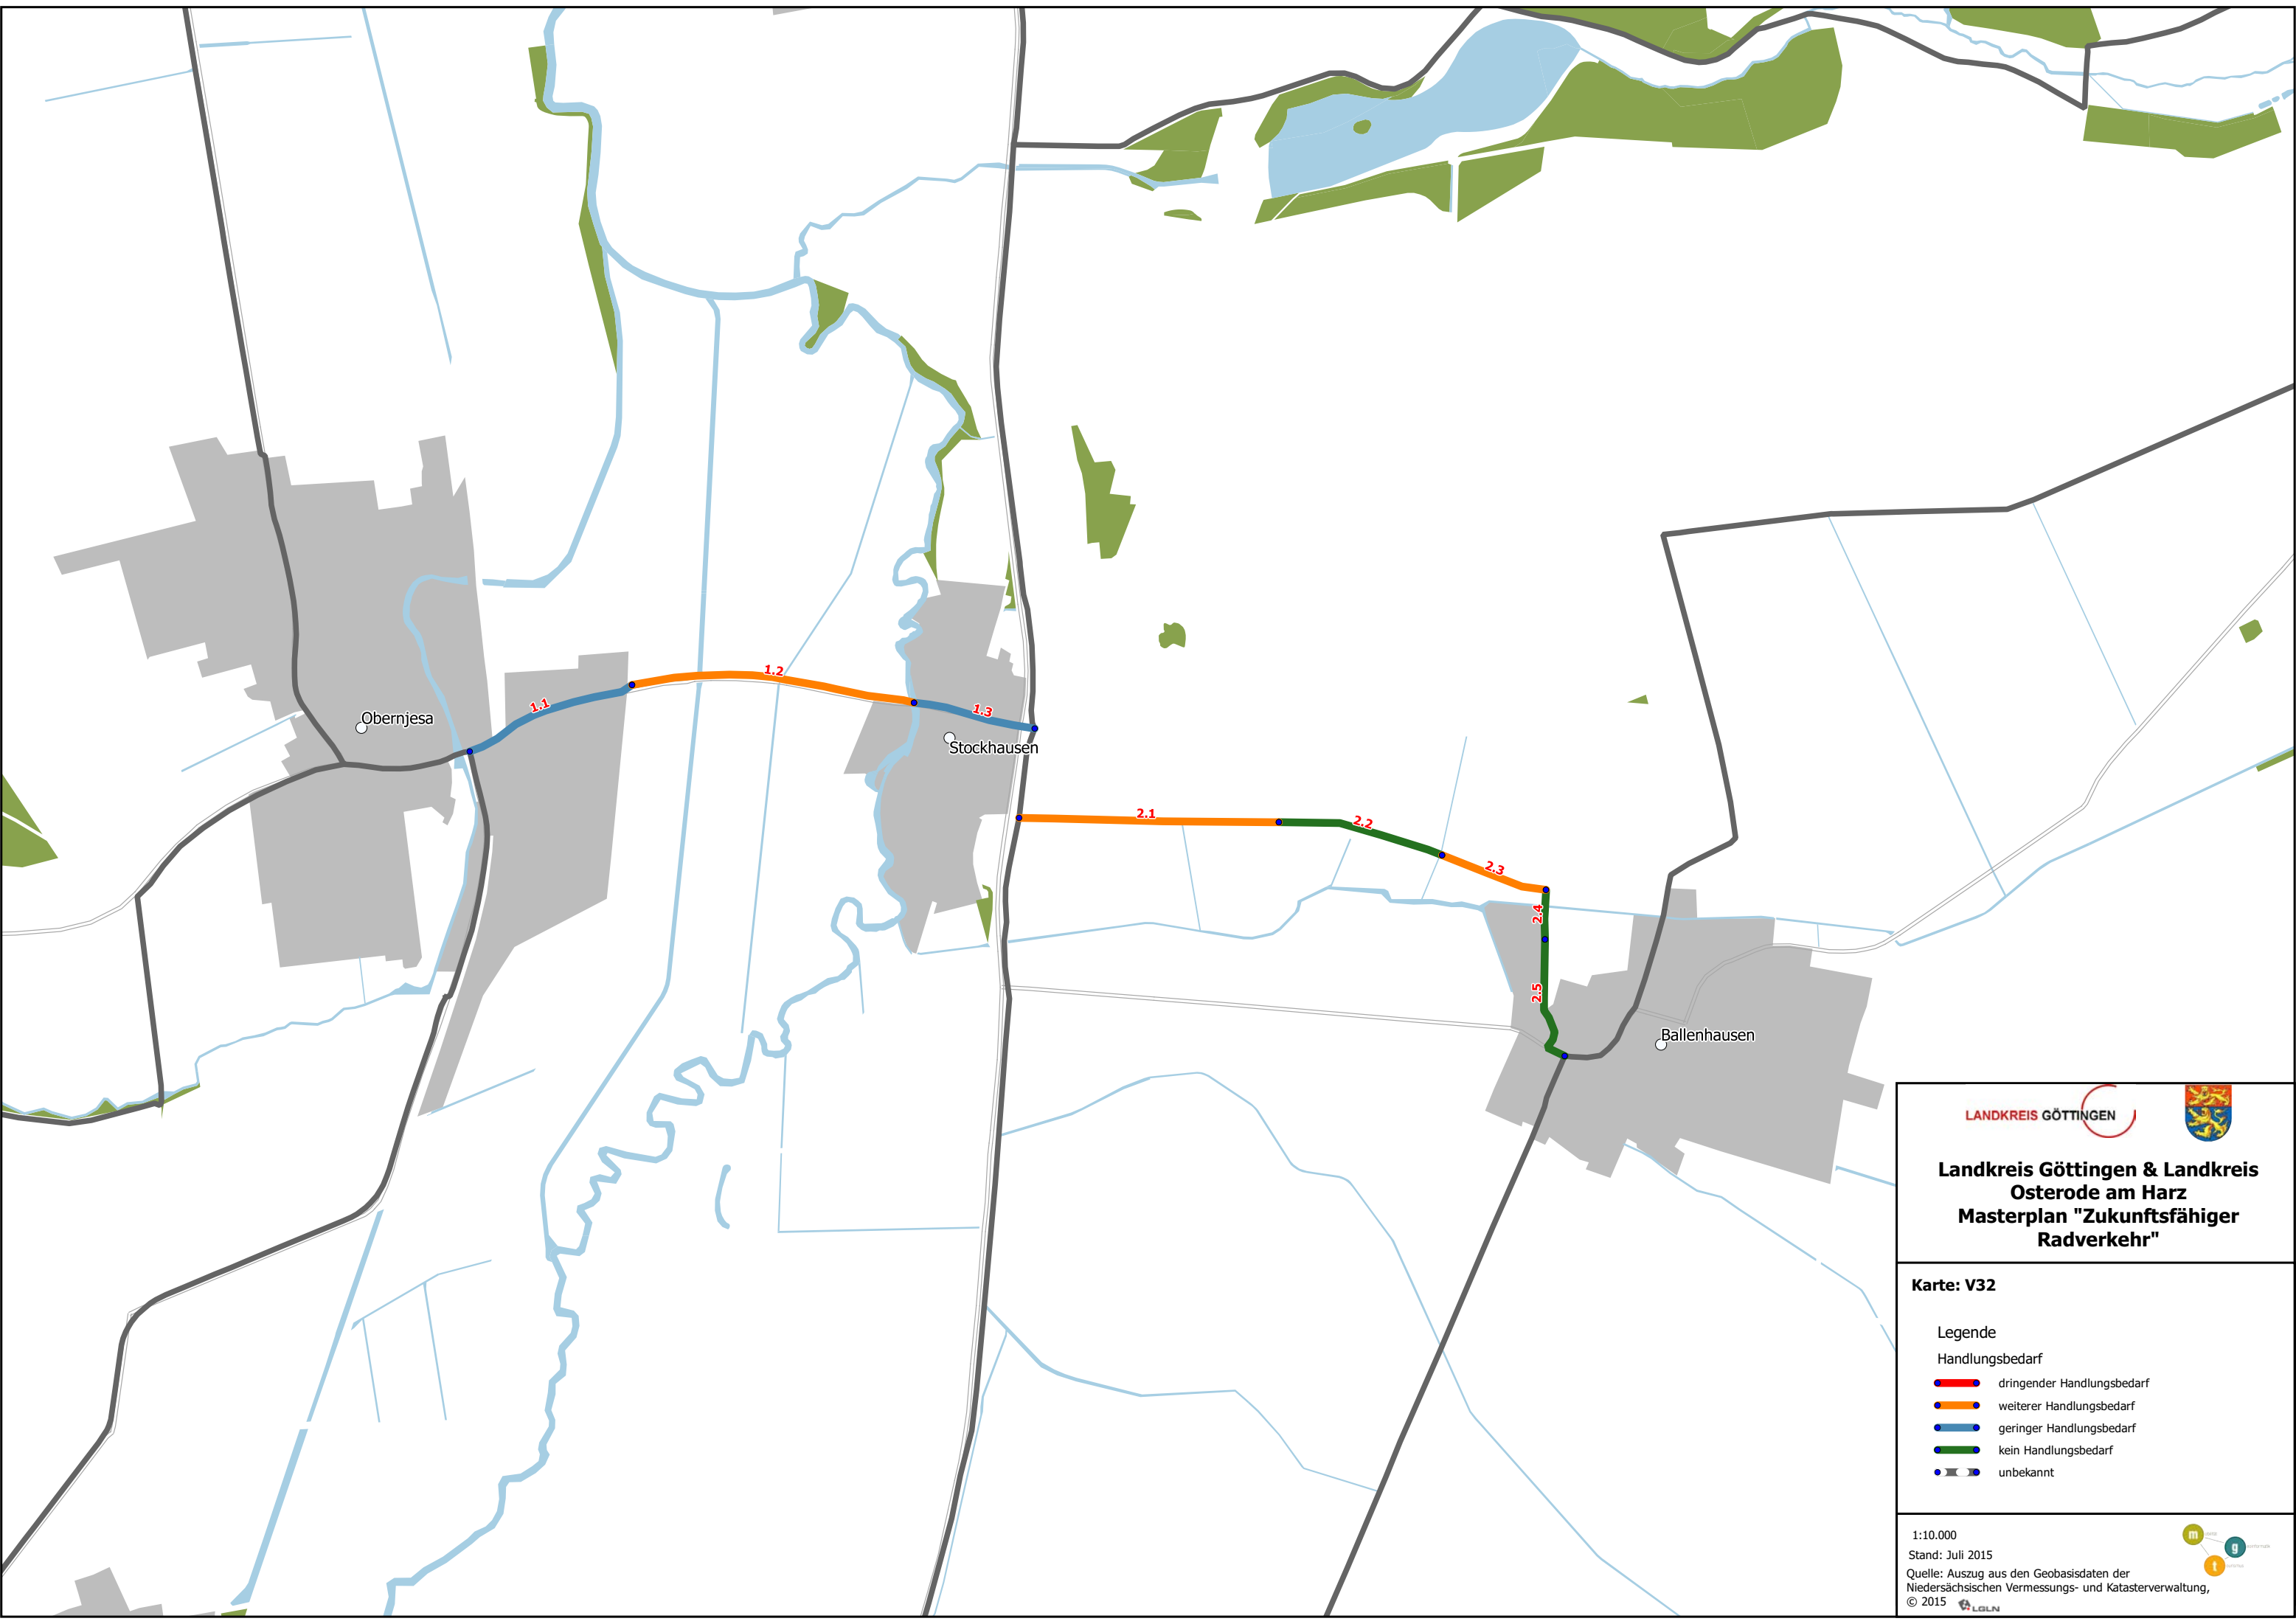 1.2
1.1
1.3
Obernjesa
Stockhausen
2.1
2.2
2.3
2.4
2.5
Ballenhausen
LANDKREIS GÖTTINGEN
Landkreis Göttingen & Landkreis
Osterode am Harz
Masterplan "Zukunftsfähiger
Radverkehr"
Karte: V32
Legende
Handlungsbedarf
dringender Handlungsbedarf
weiterer Handlungsbedarf
geringer Handlungsbedarf
kein Handlungsbedarf
unbekannt
1:10.000
m
g
t
Stand: Juli 2015
Quelle: Auszug aus den Geobasisdaten der
Niedersächsischen Vermessungs- und Katasterverwaltung,
© 2015 LGLN